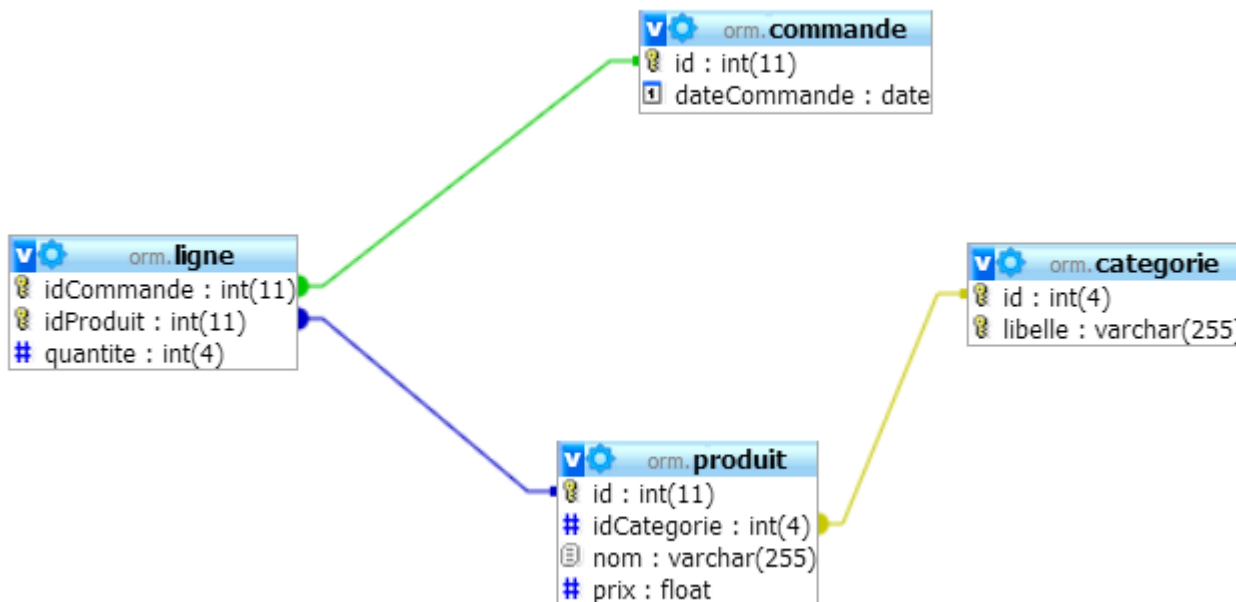 orm.commande
id : int(11)
dateCommande : date
orm.ligne
idCommande : int(11)
idProduit : int(11)
# quantite : int(4)
orm.categorie
id : int(4)
libelle : varchar(255)
orm.produit
id : int(11)
# idCategorie : int(4)
nom : varchar(255)
# prix : float